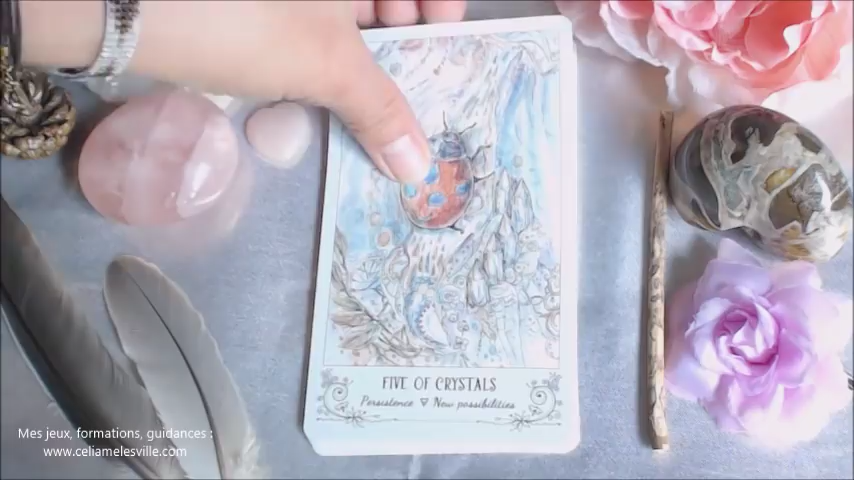 FIVE OF CRYSTALS
Persistence ▽ New possibilities
Mes jeux, formations, guidances :
www.celiamelesville.com